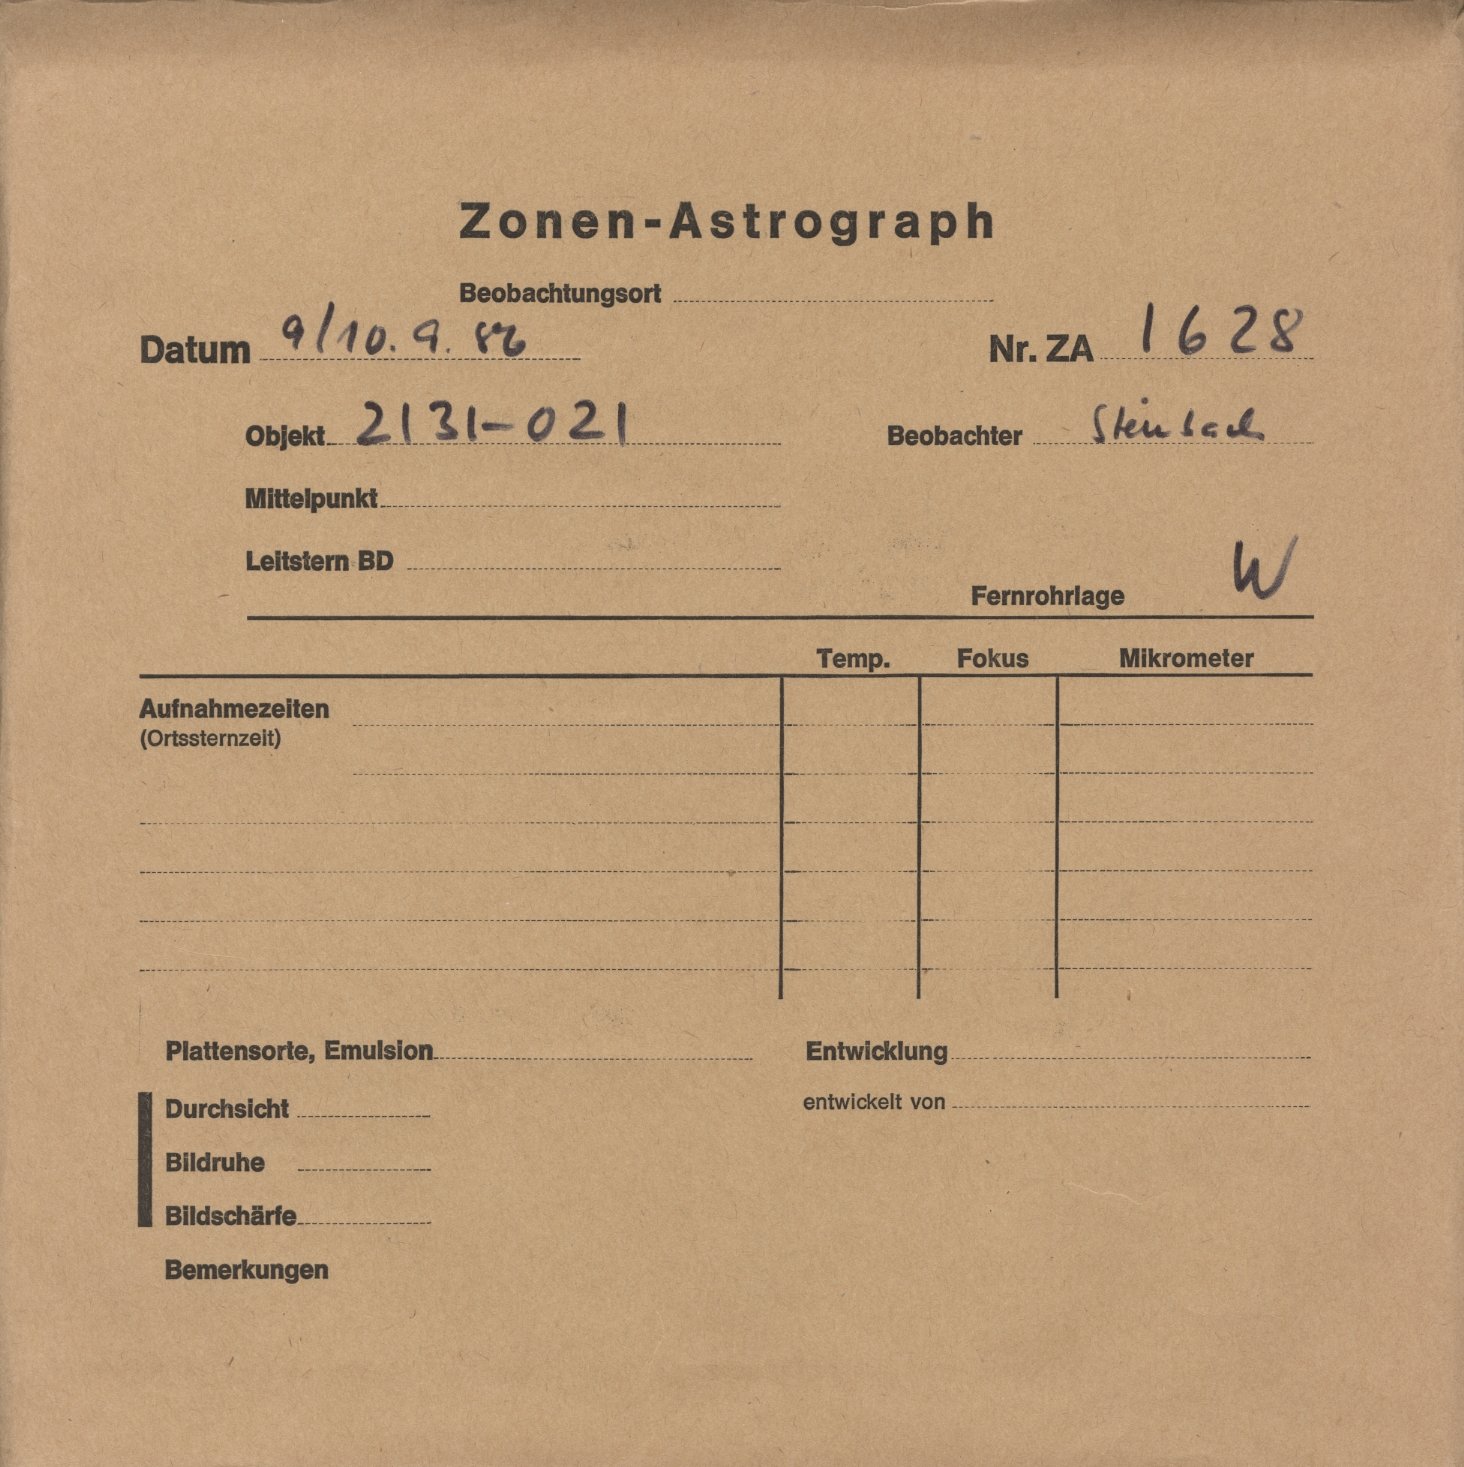 Zonen-Astrograph
Beobachtungsort
Datum 9/10. 9. 86
Nr. ZA 1628
Objekt 2131-021
Beobachter Steinbach
Mittelpunkt
Leitstern BD
Fernrohrlage W
Temp. Fokus Mikrometer
Aufnahmezeiten
(Ortssternzeit)
Plattensorte, Emulsion
Entwicklung
Durchsicht
entwickelt von
Bildruhe
Bildschärfe
Bemerkungen